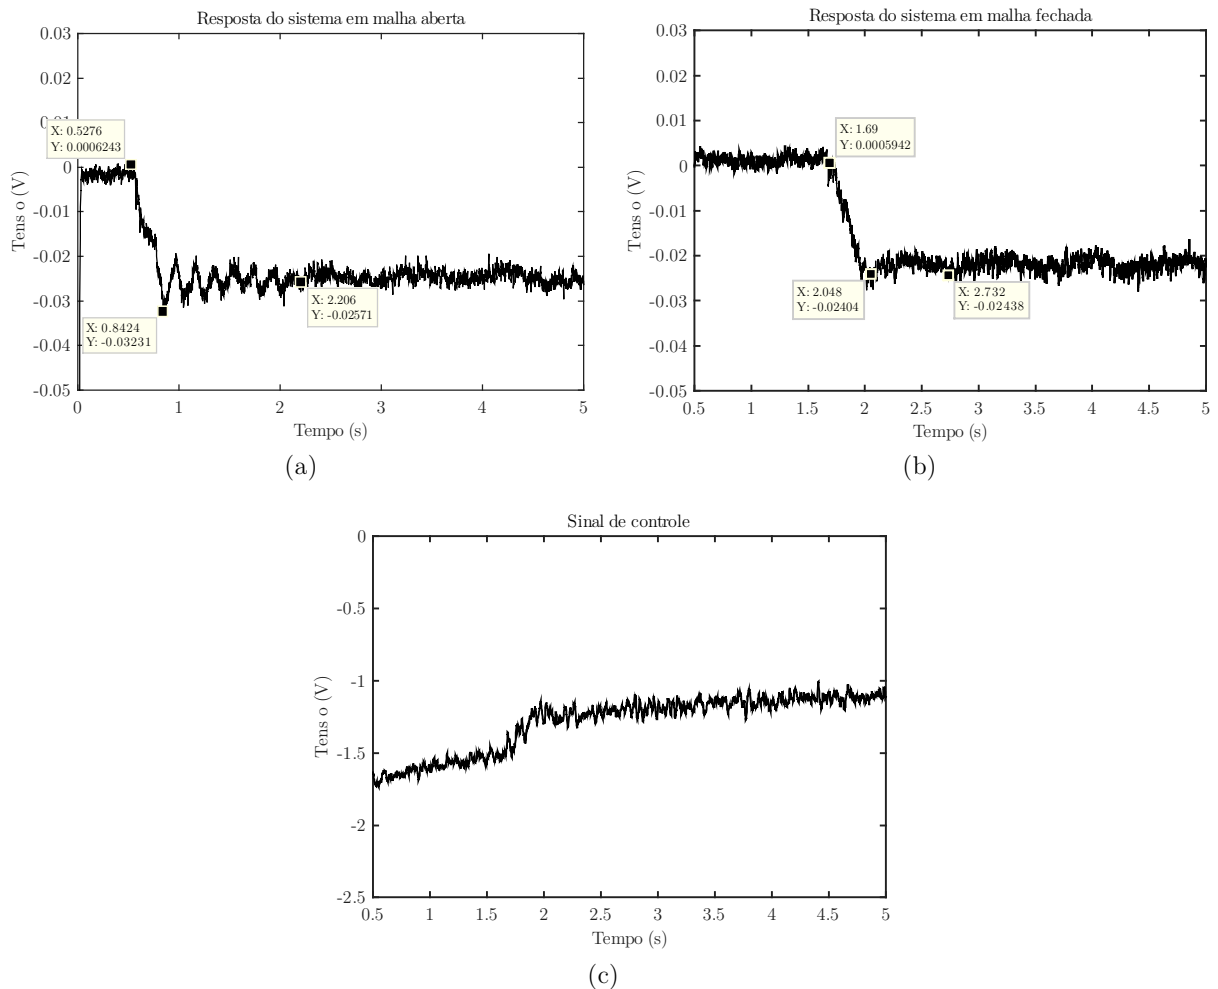 Resposta do sistema em malha aberta
0.03
0.02
0.01
0
-0.01
-0.02
-0.03
-0.04
-0.05
Tens o (V)
X: 0.5276
Y: 0.0006243
X: 0.8424
Y: -0.03231
X: 2.206
Y: -0.02571
0 1 2 3 4 5
Tempo (s)
(a)
Resposta do sistema em malha fechada
0.03
0.02
0.01
0
-0.01
-0.02
-0.03
-0.04
-0.05
Tens o (V)
X: 1.69
Y: 0.0005942
X: 2.048
Y: -0.02404
X: 2.732
Y: -0.02438
0.5 1 1.5 2 2.5 3 3.5 4 4.5 5
Tempo (s)
(b)
Sinal de controle
0
-0.5
-1
-1.5
-2
-2.5
Tens o (V)
0.5 1 1.5 2 2.5 3 3.5 4 4.5 5
Tempo (s)
(c)